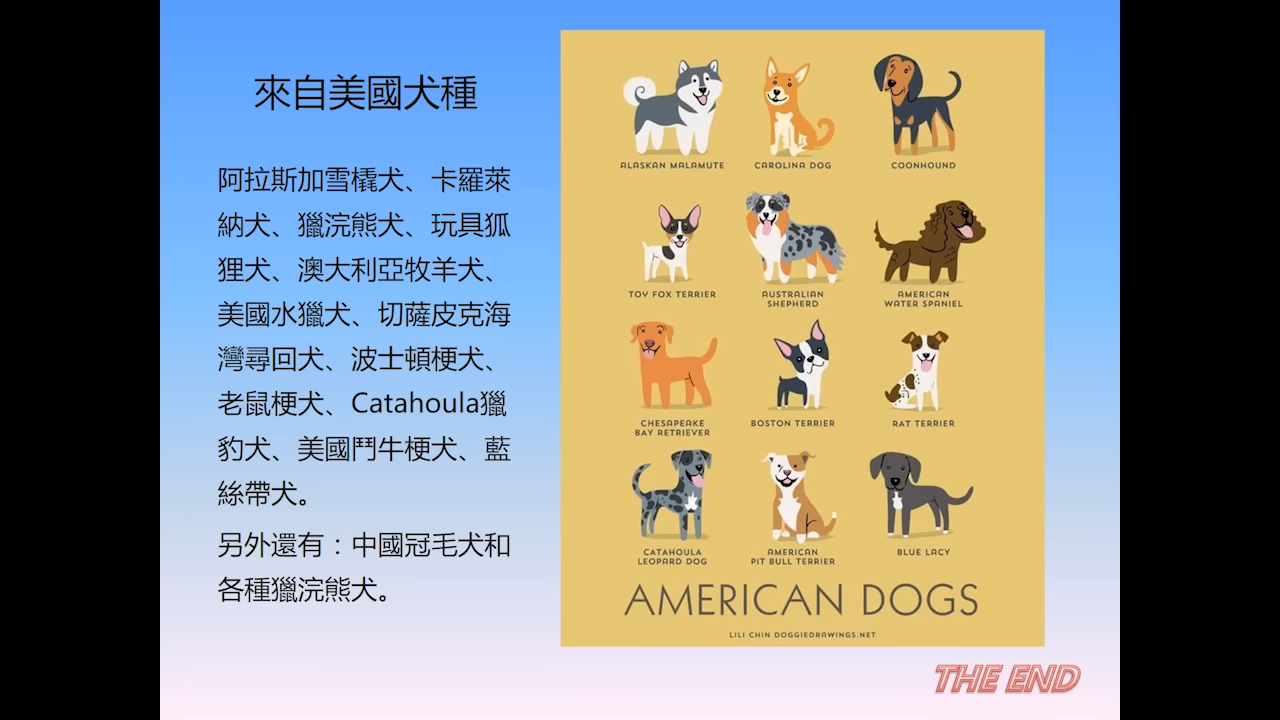 來自美國犬種
阿拉斯加雪橇犬、卡羅萊
納犬、獵浣熊犬、玩具狐
狸犬、澳大利亞牧羊犬、
美國水獵犬、切薩皮克海
灣尋回犬、波士頓梗犬、
老鼠梗犬、Catahoula獵
豹犬、美國鬥牛梗犬、藍
絲帶犬。
另外還有：中國冠毛犬和
各種獵浣熊犬。
ALASKAN MALAMUTE
CAROLINA DOG
COONHOUND
TOY FOX TERRIER
AUSTRALIAN
SHEPHERD
AMERICAN
WATER SPANIEL
CHESAPEAKE
BAY RETRIEVER
BOSTON TERRIER
RAT TERRIER
CATAHOULA
LEOPARD DOG
AMERICAN
PIT BULL TERRIER
BLUE LACY
AMERICAN DOGS
LILI CHIN DOGGIEDRAWINGS.NET
THE END